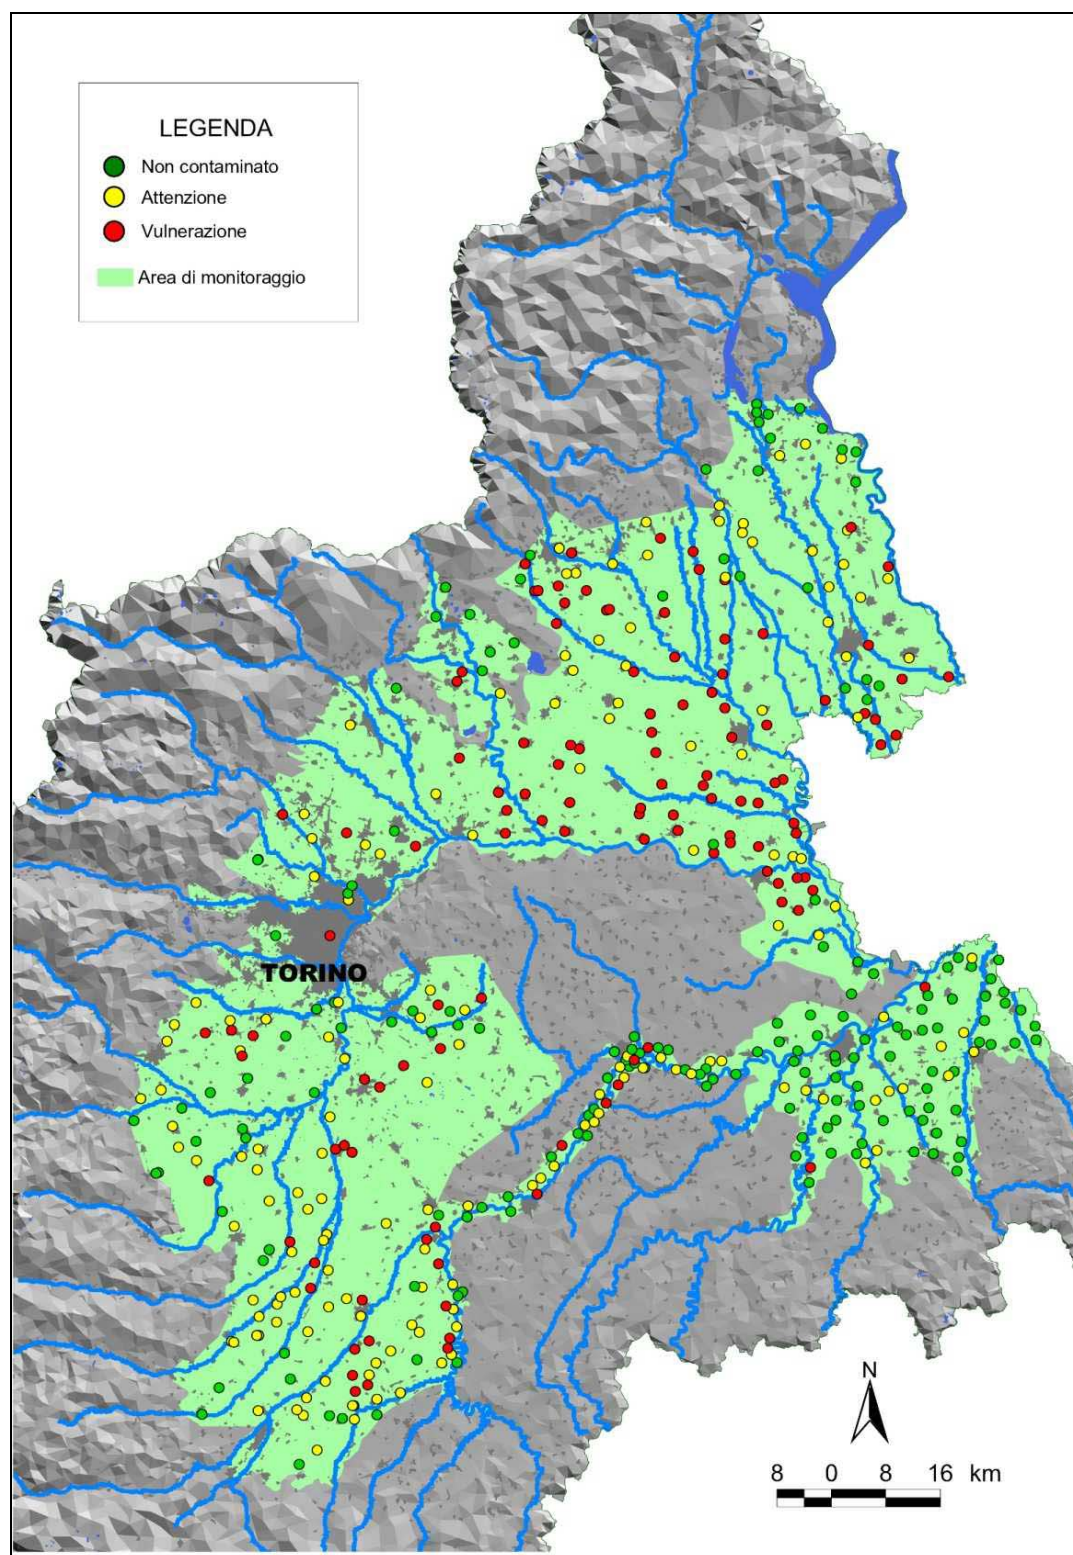 LEGENDA
Non contaminato
Attenzione
Vulnerazione
Area di monitoraggio
TORINO
N
8 0 8 16 km